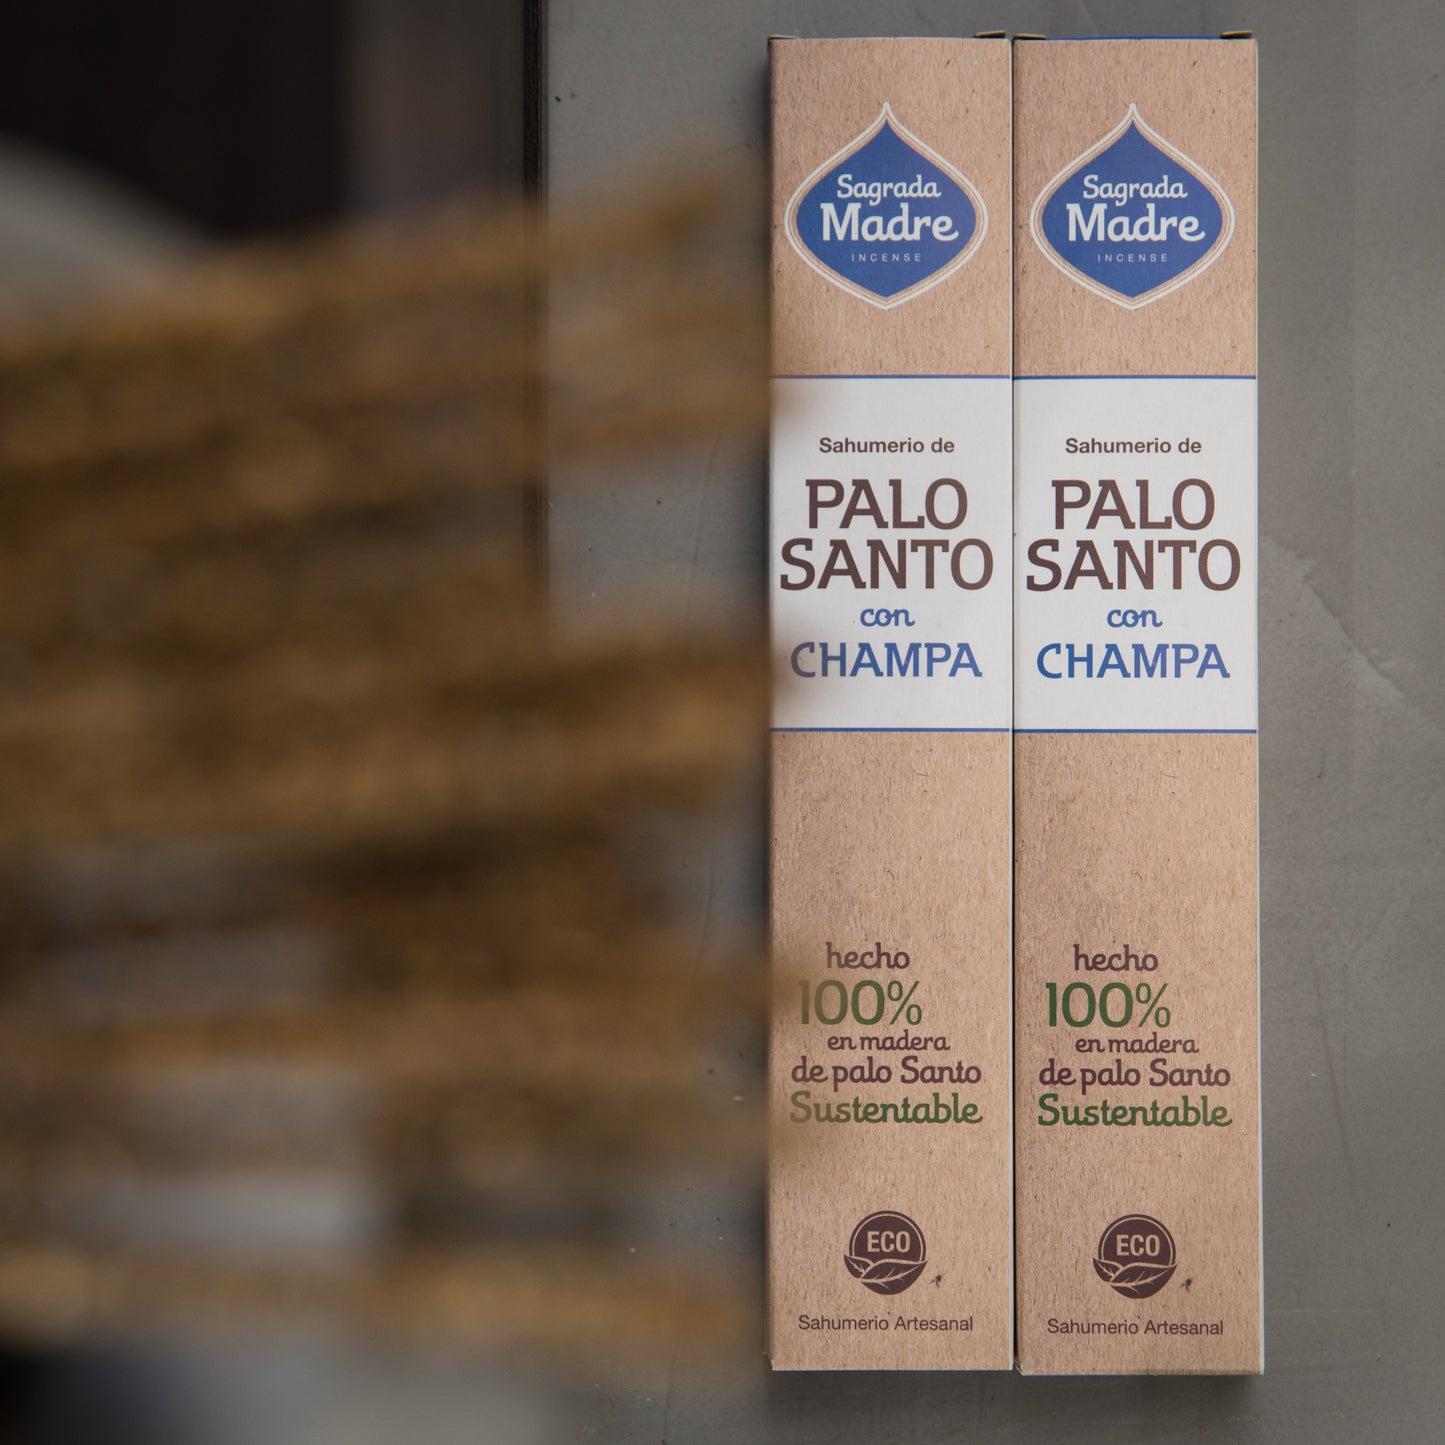 Sagrada
Madre
INCENSE
Sahumerio de
PALO
SANTO
con
CHAMPA
hecho
100%
en madera
de palo Santo
Sustentable
ECO
Sahumerio Artesanal
Sagrada
Madre
INCENSE
Sahumerio de
PALO
SANTO
con
CHAMPA
hecho
100%
en madera
de palo Santo
Sustentable
ECO
Sahumerio Artesanal